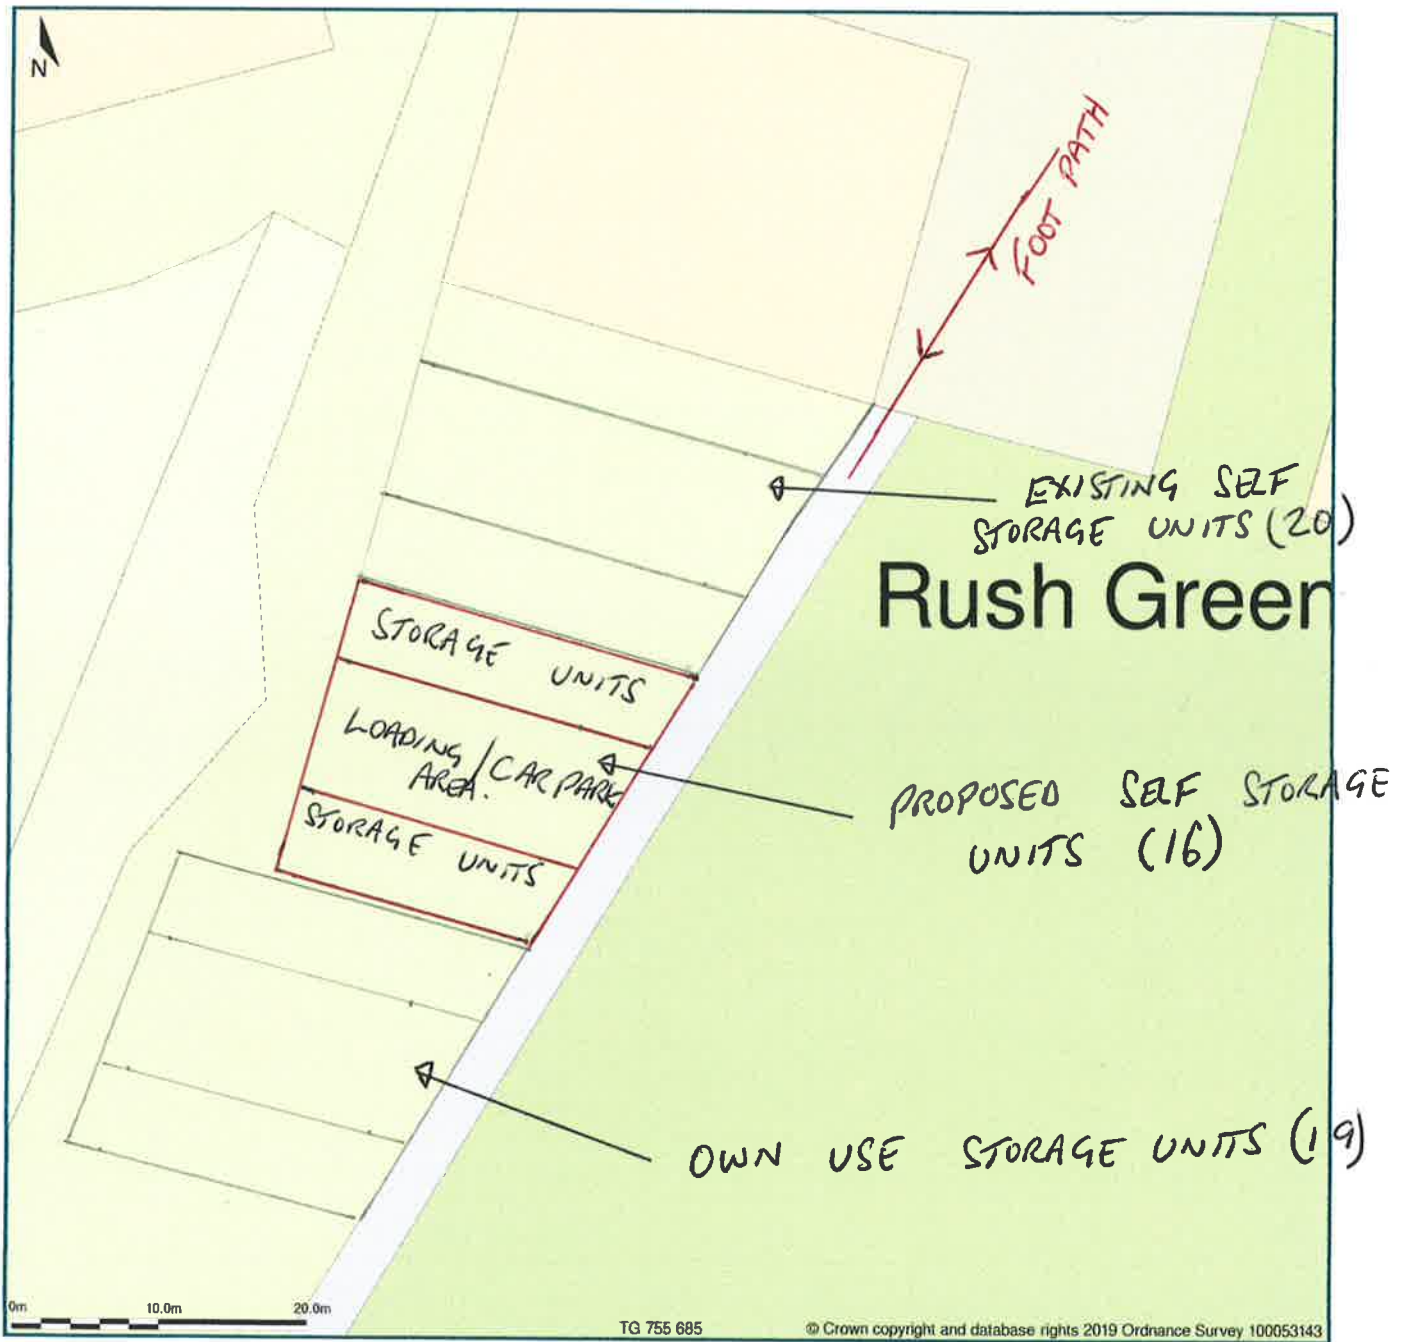 N
FOOT PATH
EXISTING SELF
STORAGE UNITS (20)
Rush Green
STORAGE UNITS
LOADING / CAR PARK
AREA.
STORAGE UNITS
PROPOSED SELF STORAGE
UNITS (16)
OWN USE STORAGE UNITS (19)
0m 10.0m 20.0m
TG 755 685
© Crown copyright and database rights 2019 Ordnance Survey 100053143